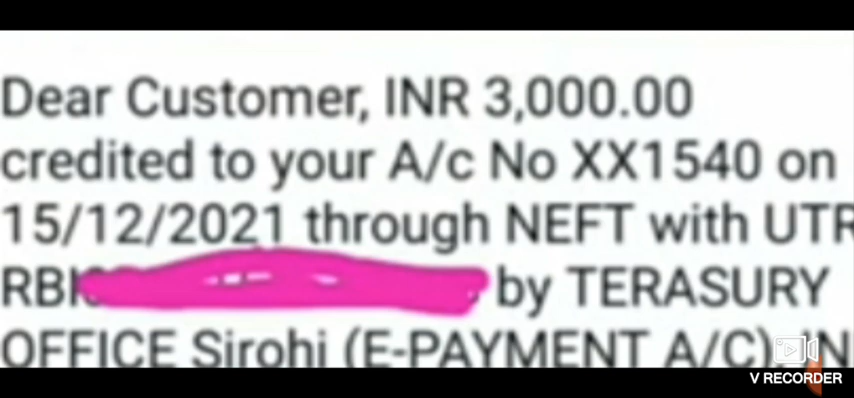 Dear Customer, INR 3,000.00
credited to your A/c No XX1540 on
15/12/2021 through NEFT with UTR
by TERASURY
OFFICE Sirohi (E-PAYMENT A/C), IN
V RECORDER